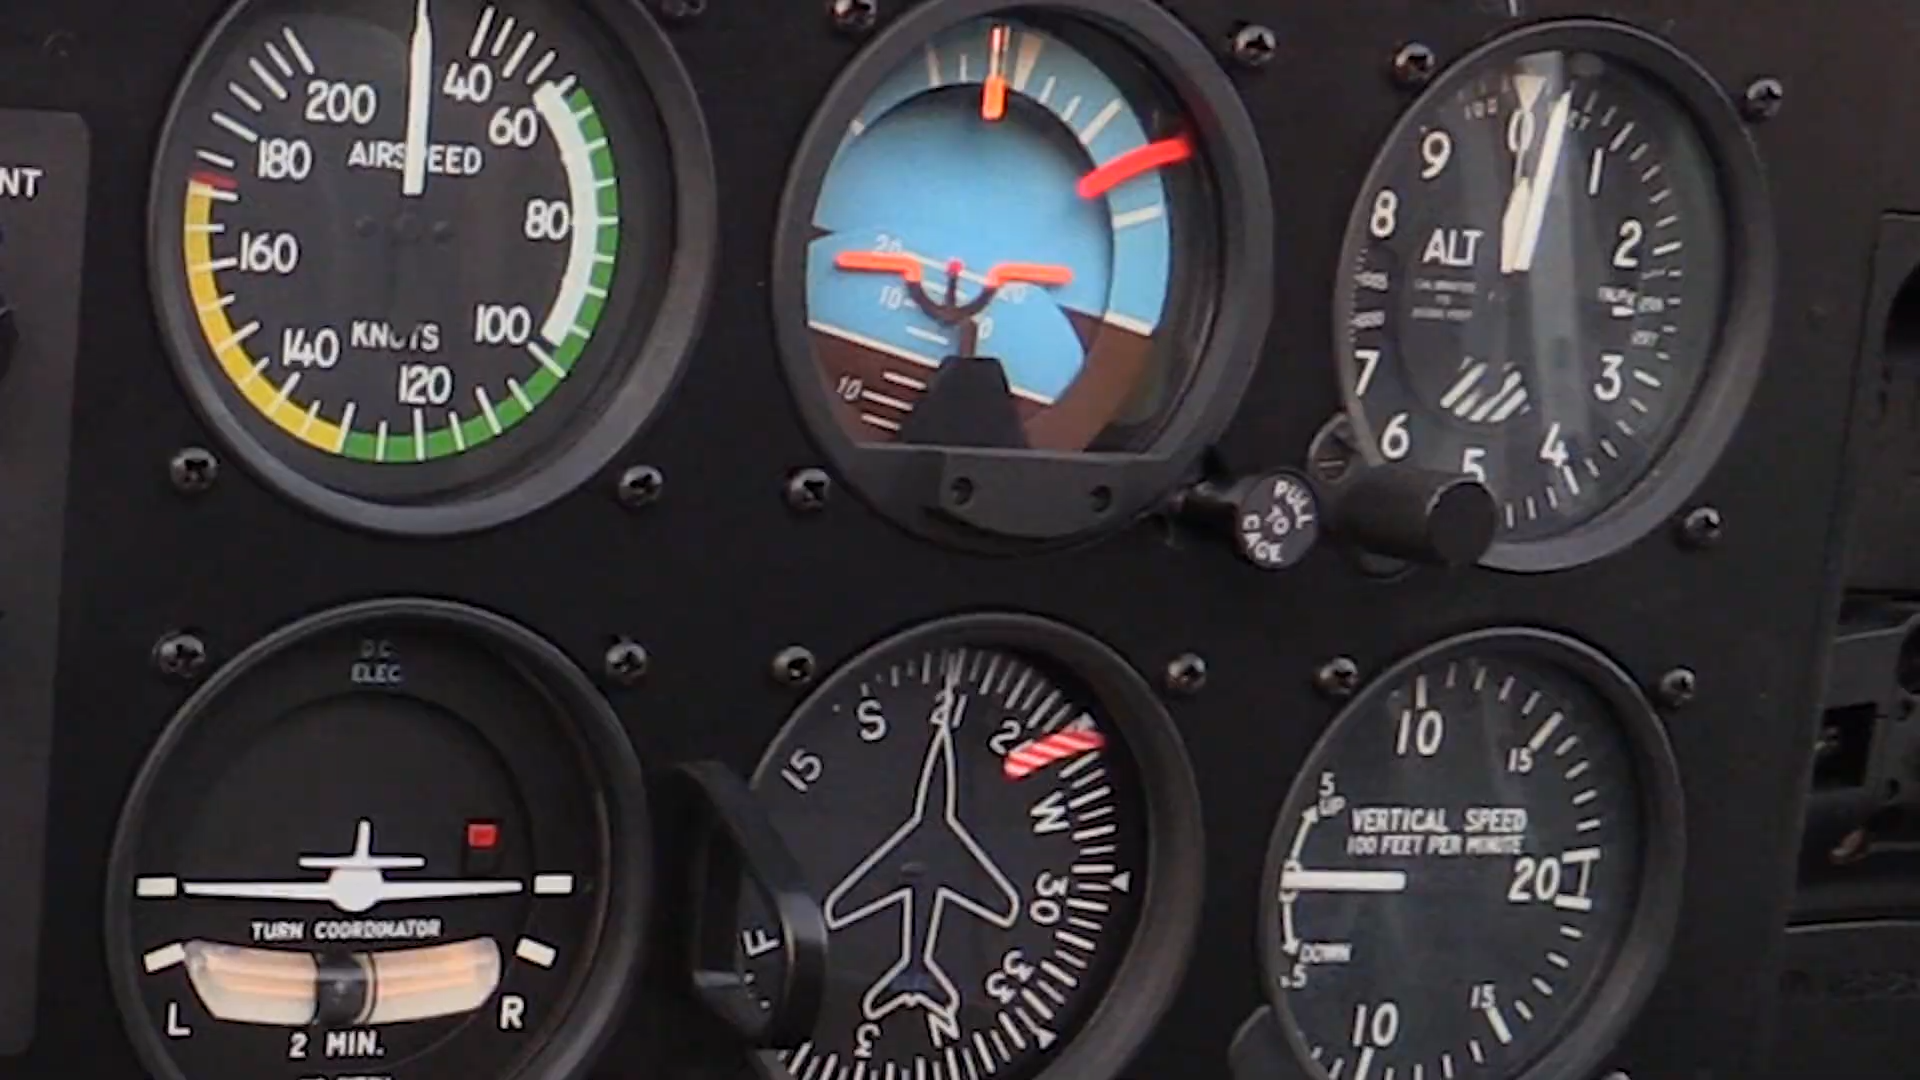 NT
200
40
60
180
AIRSPEED
80
160
100
KNOTS
140
120
20
20
10
10
100
0
9
1
8
ALT
2
7
3
6
4
5
PULL
TO
CAGE
D.C.
ELEC
TURN COORDINATOR
L
R
2 MIN.
S
21
15
W
30
33
N
3
F
10
15
5
UP
VERTICAL SPEED
100 FEET PER MINUTE
20
DOWN
.5
15
10